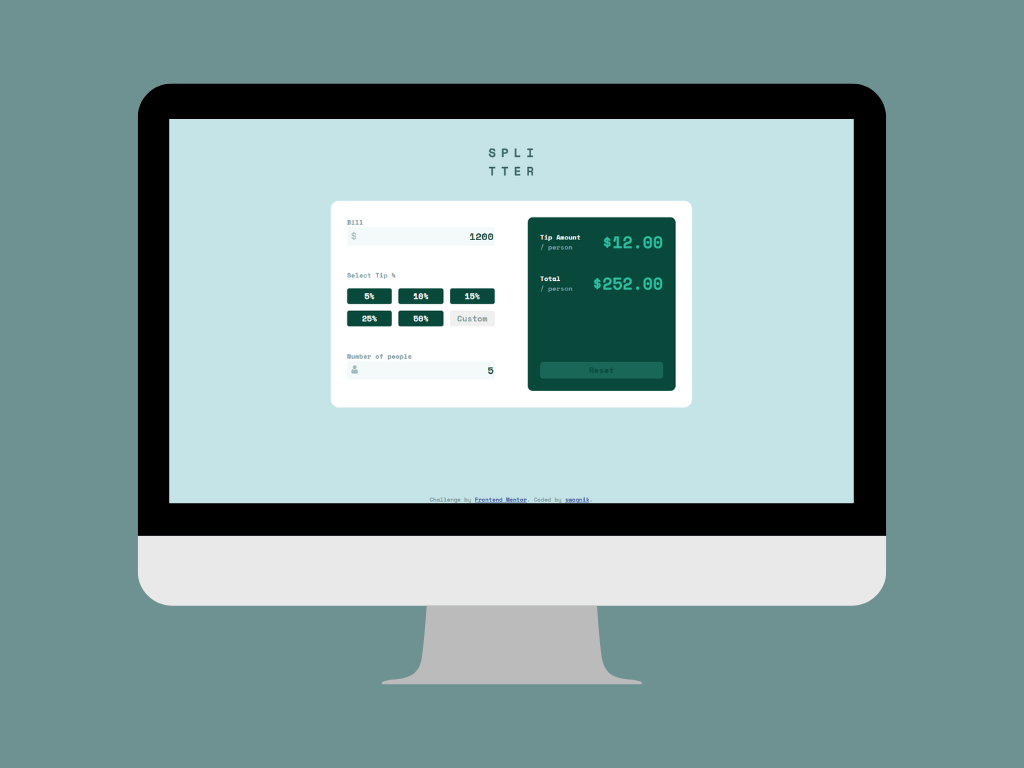 SPLI
TTER
Bill
$ 1200
Select Tip %
5% 10% 15%
25% 50% Custom
Number of people
5
Tip Amount
/ person
$12.00
Total
/ person
$252.00
Reset
Challenge by Frontend Mentor. Coded by swagnik.